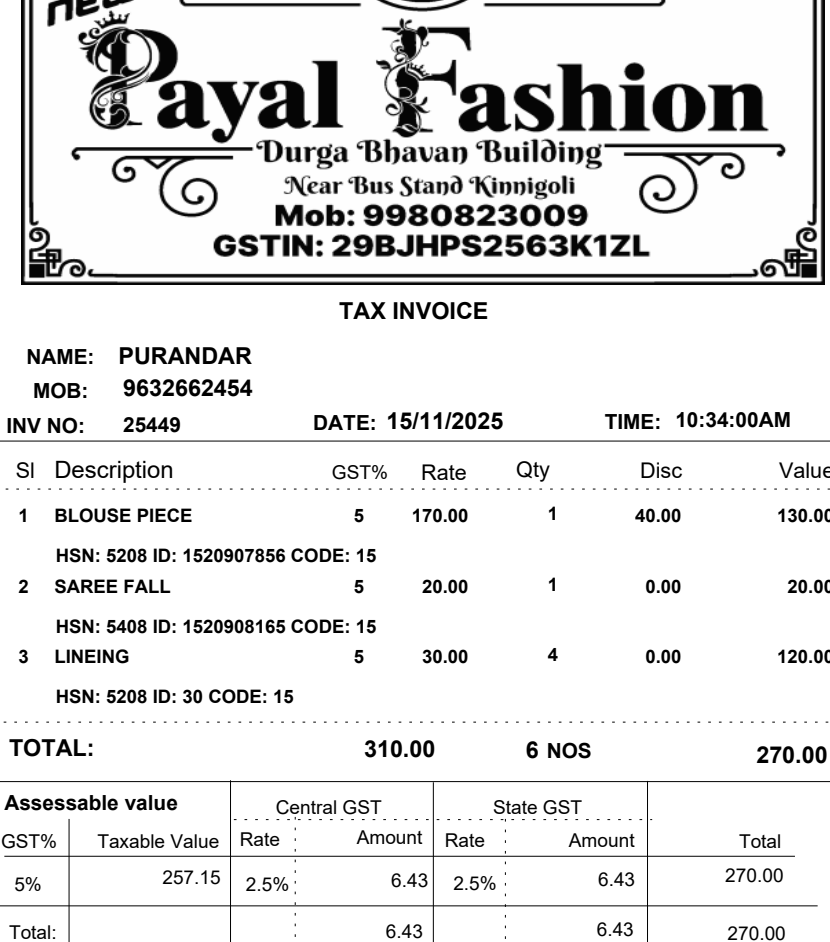 new
Payal Fashion
Durga Bhavan Building
Near Bus Stand Kinnigoli
Mob: 9980823009
GSTIN: 29BJHPS2563K1ZL
TAX INVOICE
NAME: PURANDAR
MOB: 9632662454
INV NO: 25449 DATE: 15/11/2025 TIME: 10:34:00AM
Sl Description GST% Rate Qty Disc Value
1 BLOUSE PIECE 5 170.00 1 40.00 130.00
HSN: 5208 ID: 1520907856 CODE: 15
2 SAREE FALL 5 20.00 1 0.00 20.00
HSN: 5408 ID: 1520908165 CODE: 15
3 LINEING 5 30.00 4 0.00 120.00
HSN: 5208 ID: 30 CODE: 15
TOTAL: 310.00 6 NOS 270.00
Assessable value Central GST State GST
GST% Taxable Value Rate Amount Rate Amount Total
5% 257.15 2.5% 6.43 2.5% 6.43 270.00
Total: 6.43 6.43 270.00